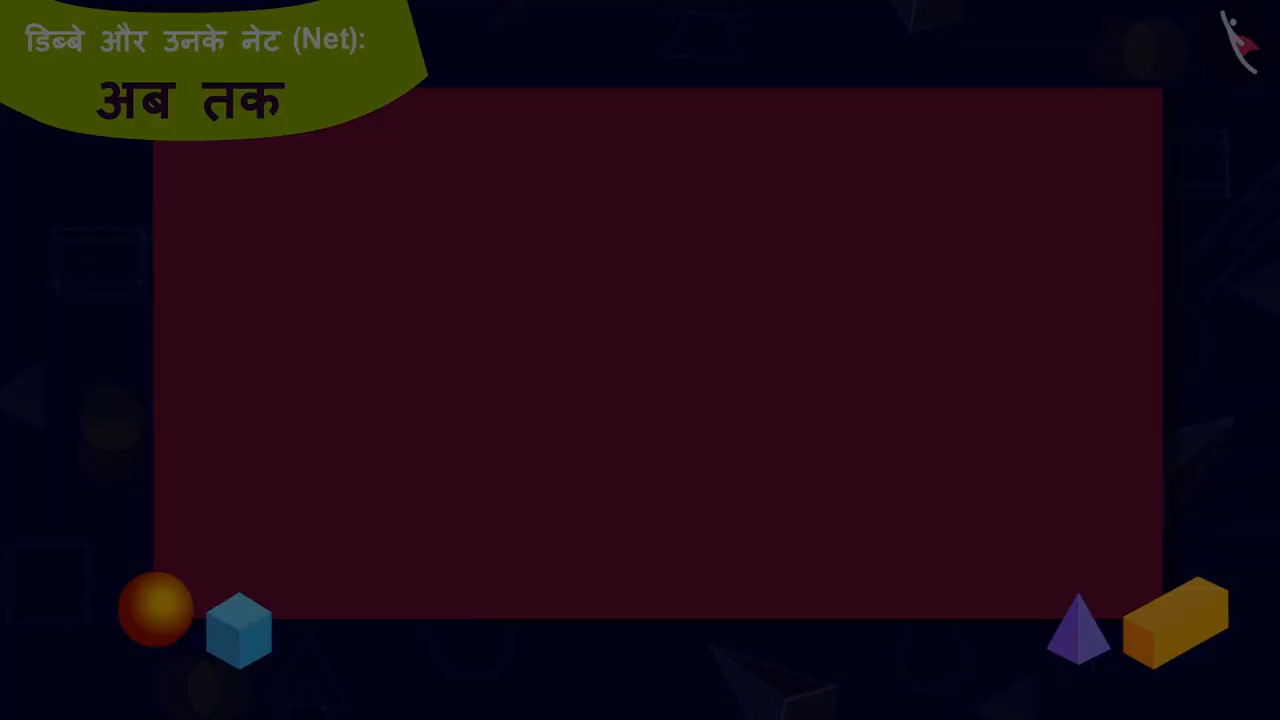 डिब्बे और उनके नेट (Net):
अब तक